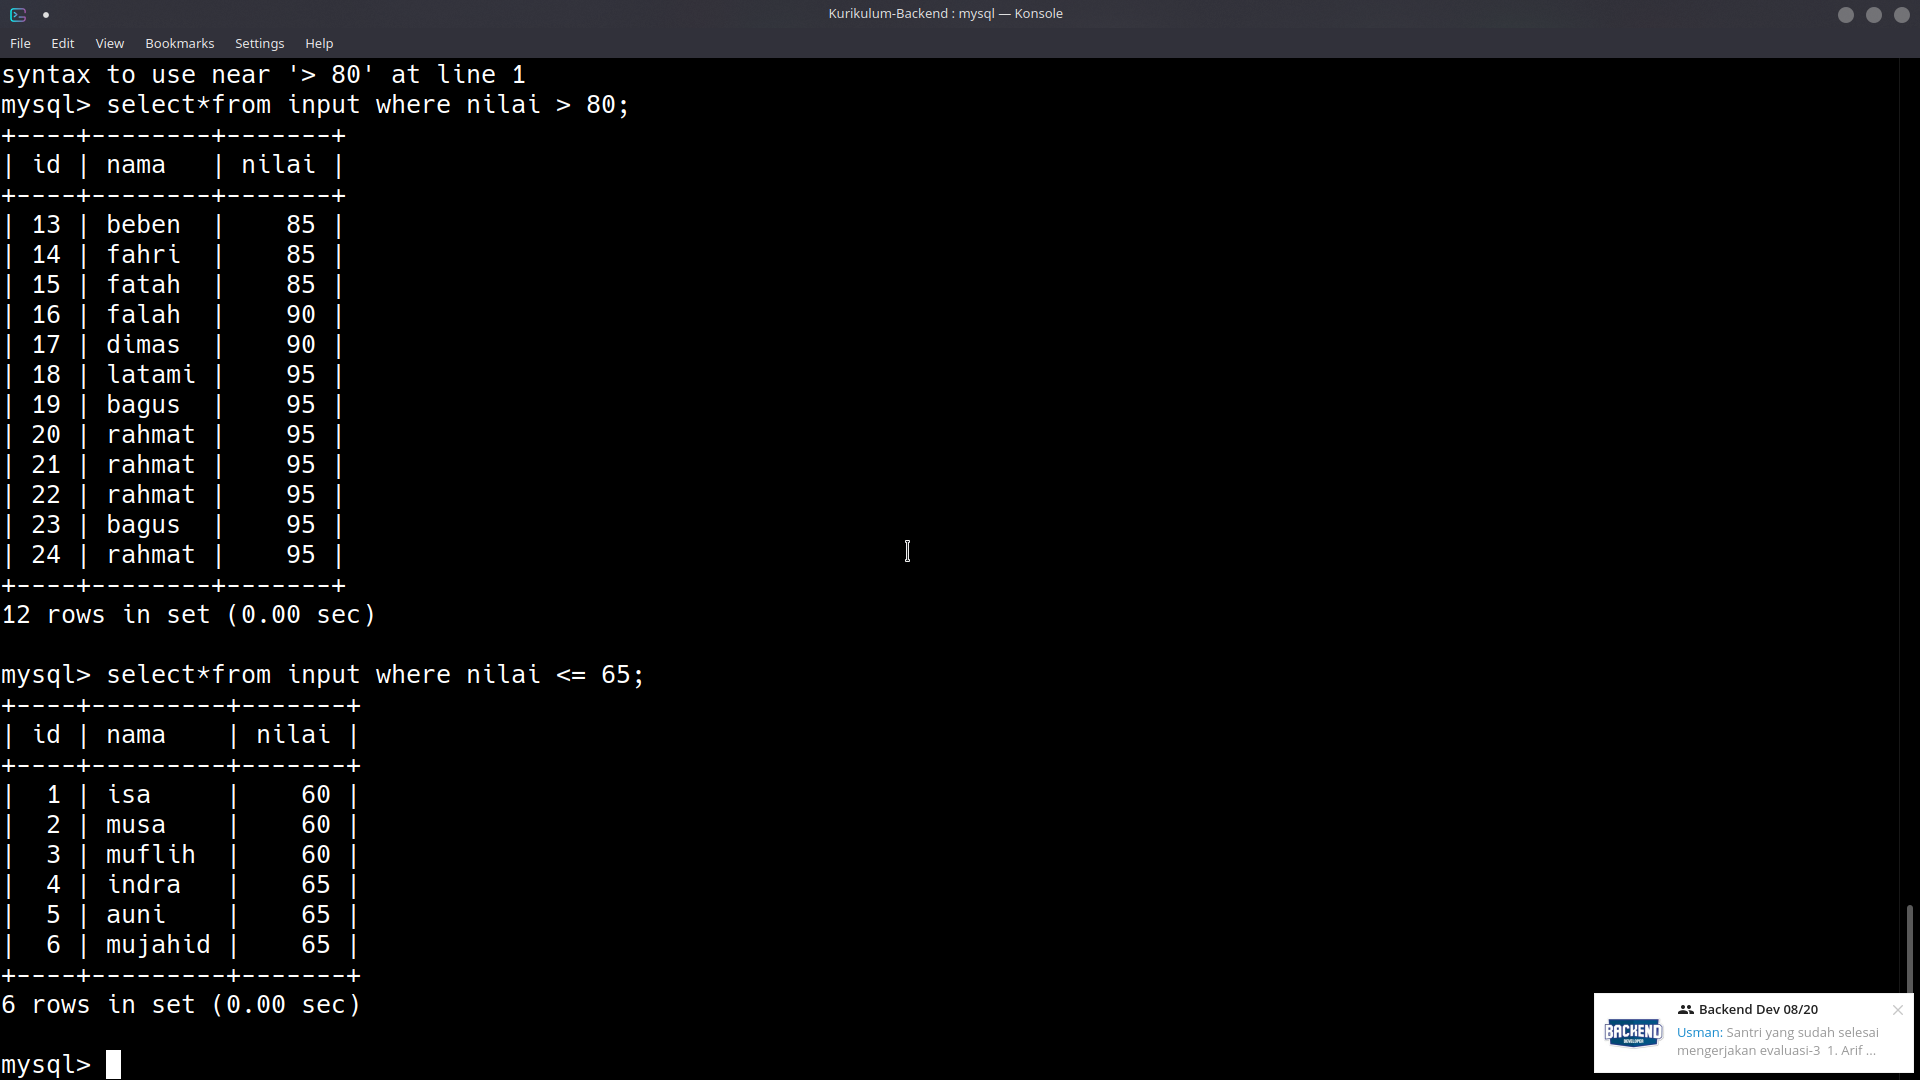 Kurikulum-Backend : mysql — Konsole
File Edit View Bookmarks Settings Help
syntax to use near '> 80' at line 1
mysql> select*from input where nilai > 80;
+----+--------+-------+
| id | nama   | nilai |
+----+--------+-------+
| 13 | beben  |    85 |
| 14 | fahri  |    85 |
| 15 | fatah  |    85 |
| 16 | falah  |    90 |
| 17 | dimas  |    90 |
| 18 | latami |    95 |
| 19 | bagus  |    95 |
| 20 | rahmat |    95 |
| 21 | rahmat |    95 |
| 22 | rahmat |    95 |
| 23 | bagus  |    95 |
| 24 | rahmat |    95 |
+----+--------+-------+
12 rows in set (0.00 sec)
mysql> select*from input where nilai <= 65;
+----+---------+-------+
| id | nama    | nilai |
+----+---------+-------+
|  1 | isa     |    60 |
|  2 | musa    |    60 |
|  3 | muflih  |    60 |
|  4 | indra   |    65 |
|  5 | auni    |    65 |
|  6 | mujahid |    65 |
+----+---------+-------+
6 rows in set (0.00 sec)
mysql>
Backend Dev 08/20
BACKEND
DEVELOPER
Usman: Santri yang sudah selesai
mengerjakan evaluasi-3 1. Arif ...